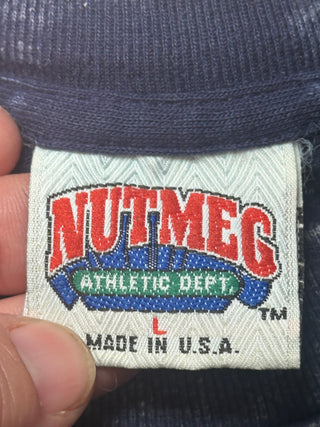 NUTMEG
ATHLETIC DEPT.
L
TM
MADE IN U.S.A.